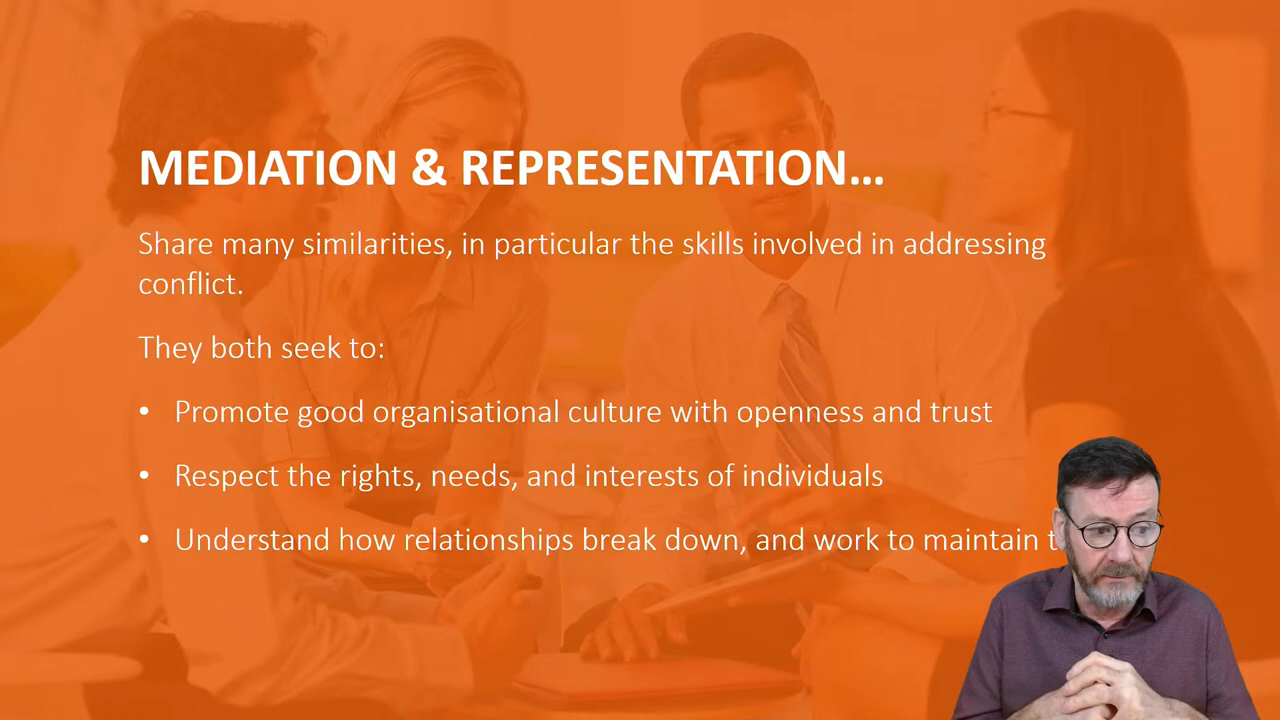 MEDIATION & REPRESENTATION...
Share many similarities, in particular the skills involved in addressing
conflict.
They both seek to:
• Promote good organisational culture with openness and trust
• Respect the rights, needs, and interests of individuals
• Understand how relationships break down, and work to maintain